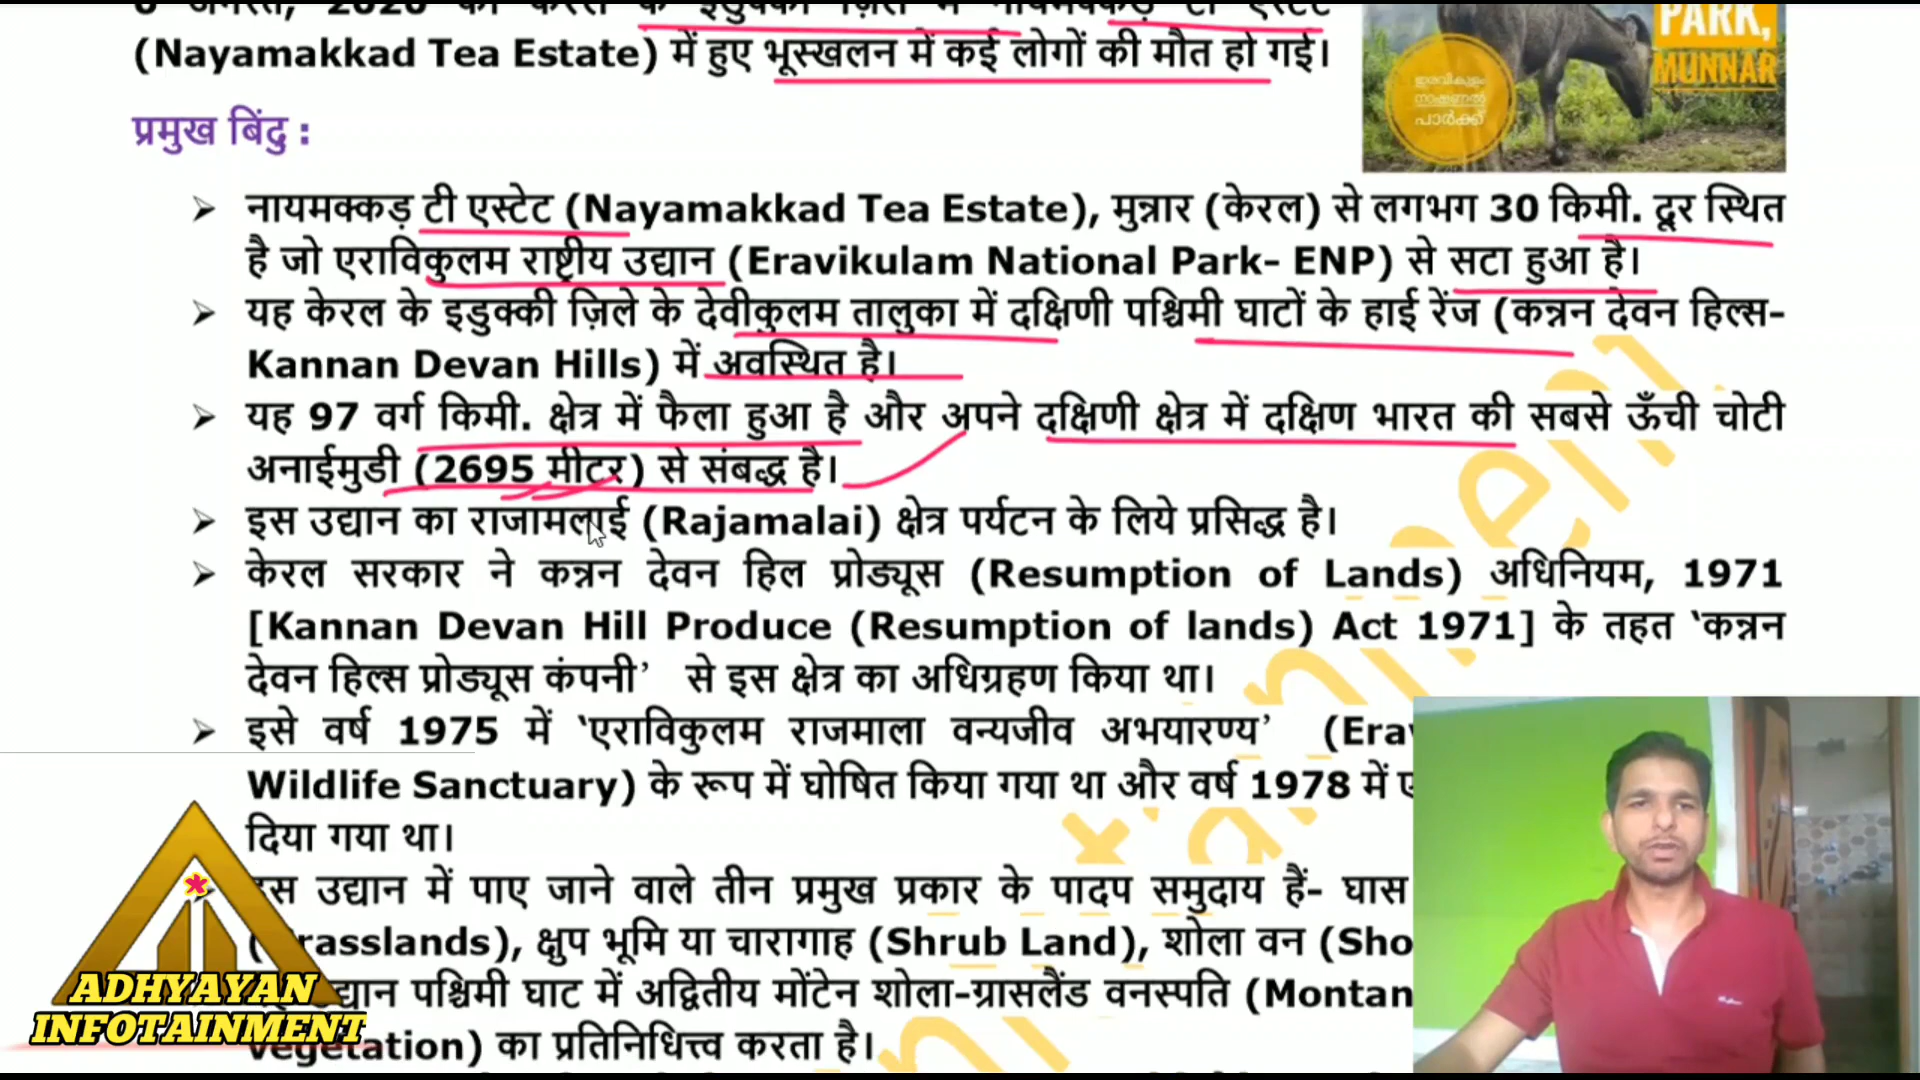 (Nayamakkad Tea Estate) में हुए भूस्खलन में कई लोगों की मौत हो गई।
PARK,
MUNNAR
ഇരവികുളം
നാഷണൽ
പാർക്ക്
प्रमुख बिंदु :
➢ नायमक्कड़ टी एस्टेट (Nayamakkad Tea Estate), मुन्नार (केरल) से लगभग 30 किमी. दूर स्थित
है जो एराविकुलम राष्ट्रीय उद्यान (Eravikulam National Park- ENP) से सटा हुआ है।
➢ यह केरल के इडुक्की ज़िले के देवीकुलम तालुका में दक्षिणी पश्चिमी घाटों के हाई रेंज (कन्नन देवन हिल्स-
Kannan Devan Hills) में अवस्थित है।
➢ यह 97 वर्ग किमी. क्षेत्र में फैला हुआ है और अपने दक्षिणी क्षेत्र में दक्षिण भारत की सबसे ऊँची चोटी
अनाईमुडी (2695 मीटर) से संबद्ध है।
➢ इस उद्यान का राजामलाई (Rajamalai) क्षेत्र पर्यटन के लिये प्रसिद्ध है।
➢ केरल सरकार ने कन्नन देवन हिल प्रोड्यूस (Resumption of Lands) अधिनियम, 1971
[Kannan Devan Hill Produce (Resumption of lands) Act 1971] के तहत ‘कन्नन
देवन हिल्स प्रोड्यूस कंपनी’ से इस क्षेत्र का अधिग्रहण किया था।
➢ इसे वर्ष 1975 में ‘एराविकुलम राजमाला वन्यजीव अभयारण्य’
Wildlife Sanctuary) के रूप में घोषित किया गया था और वर्ष 1978 में
दिया गया था।
उद्यान में पाए जाने वाले तीन प्रमुख प्रकार के पादप समुदाय हैं- घास
क्षुप भूमि या चारागाह (Shrub Land), शोला वन
पश्चिमी घाट में अद्वितीय मोंटेन शोला-ग्रासलैंड वनस्पति
का प्रतिनिधित्त्व करता है।
ADHYAYAN
INFOTAINMENT